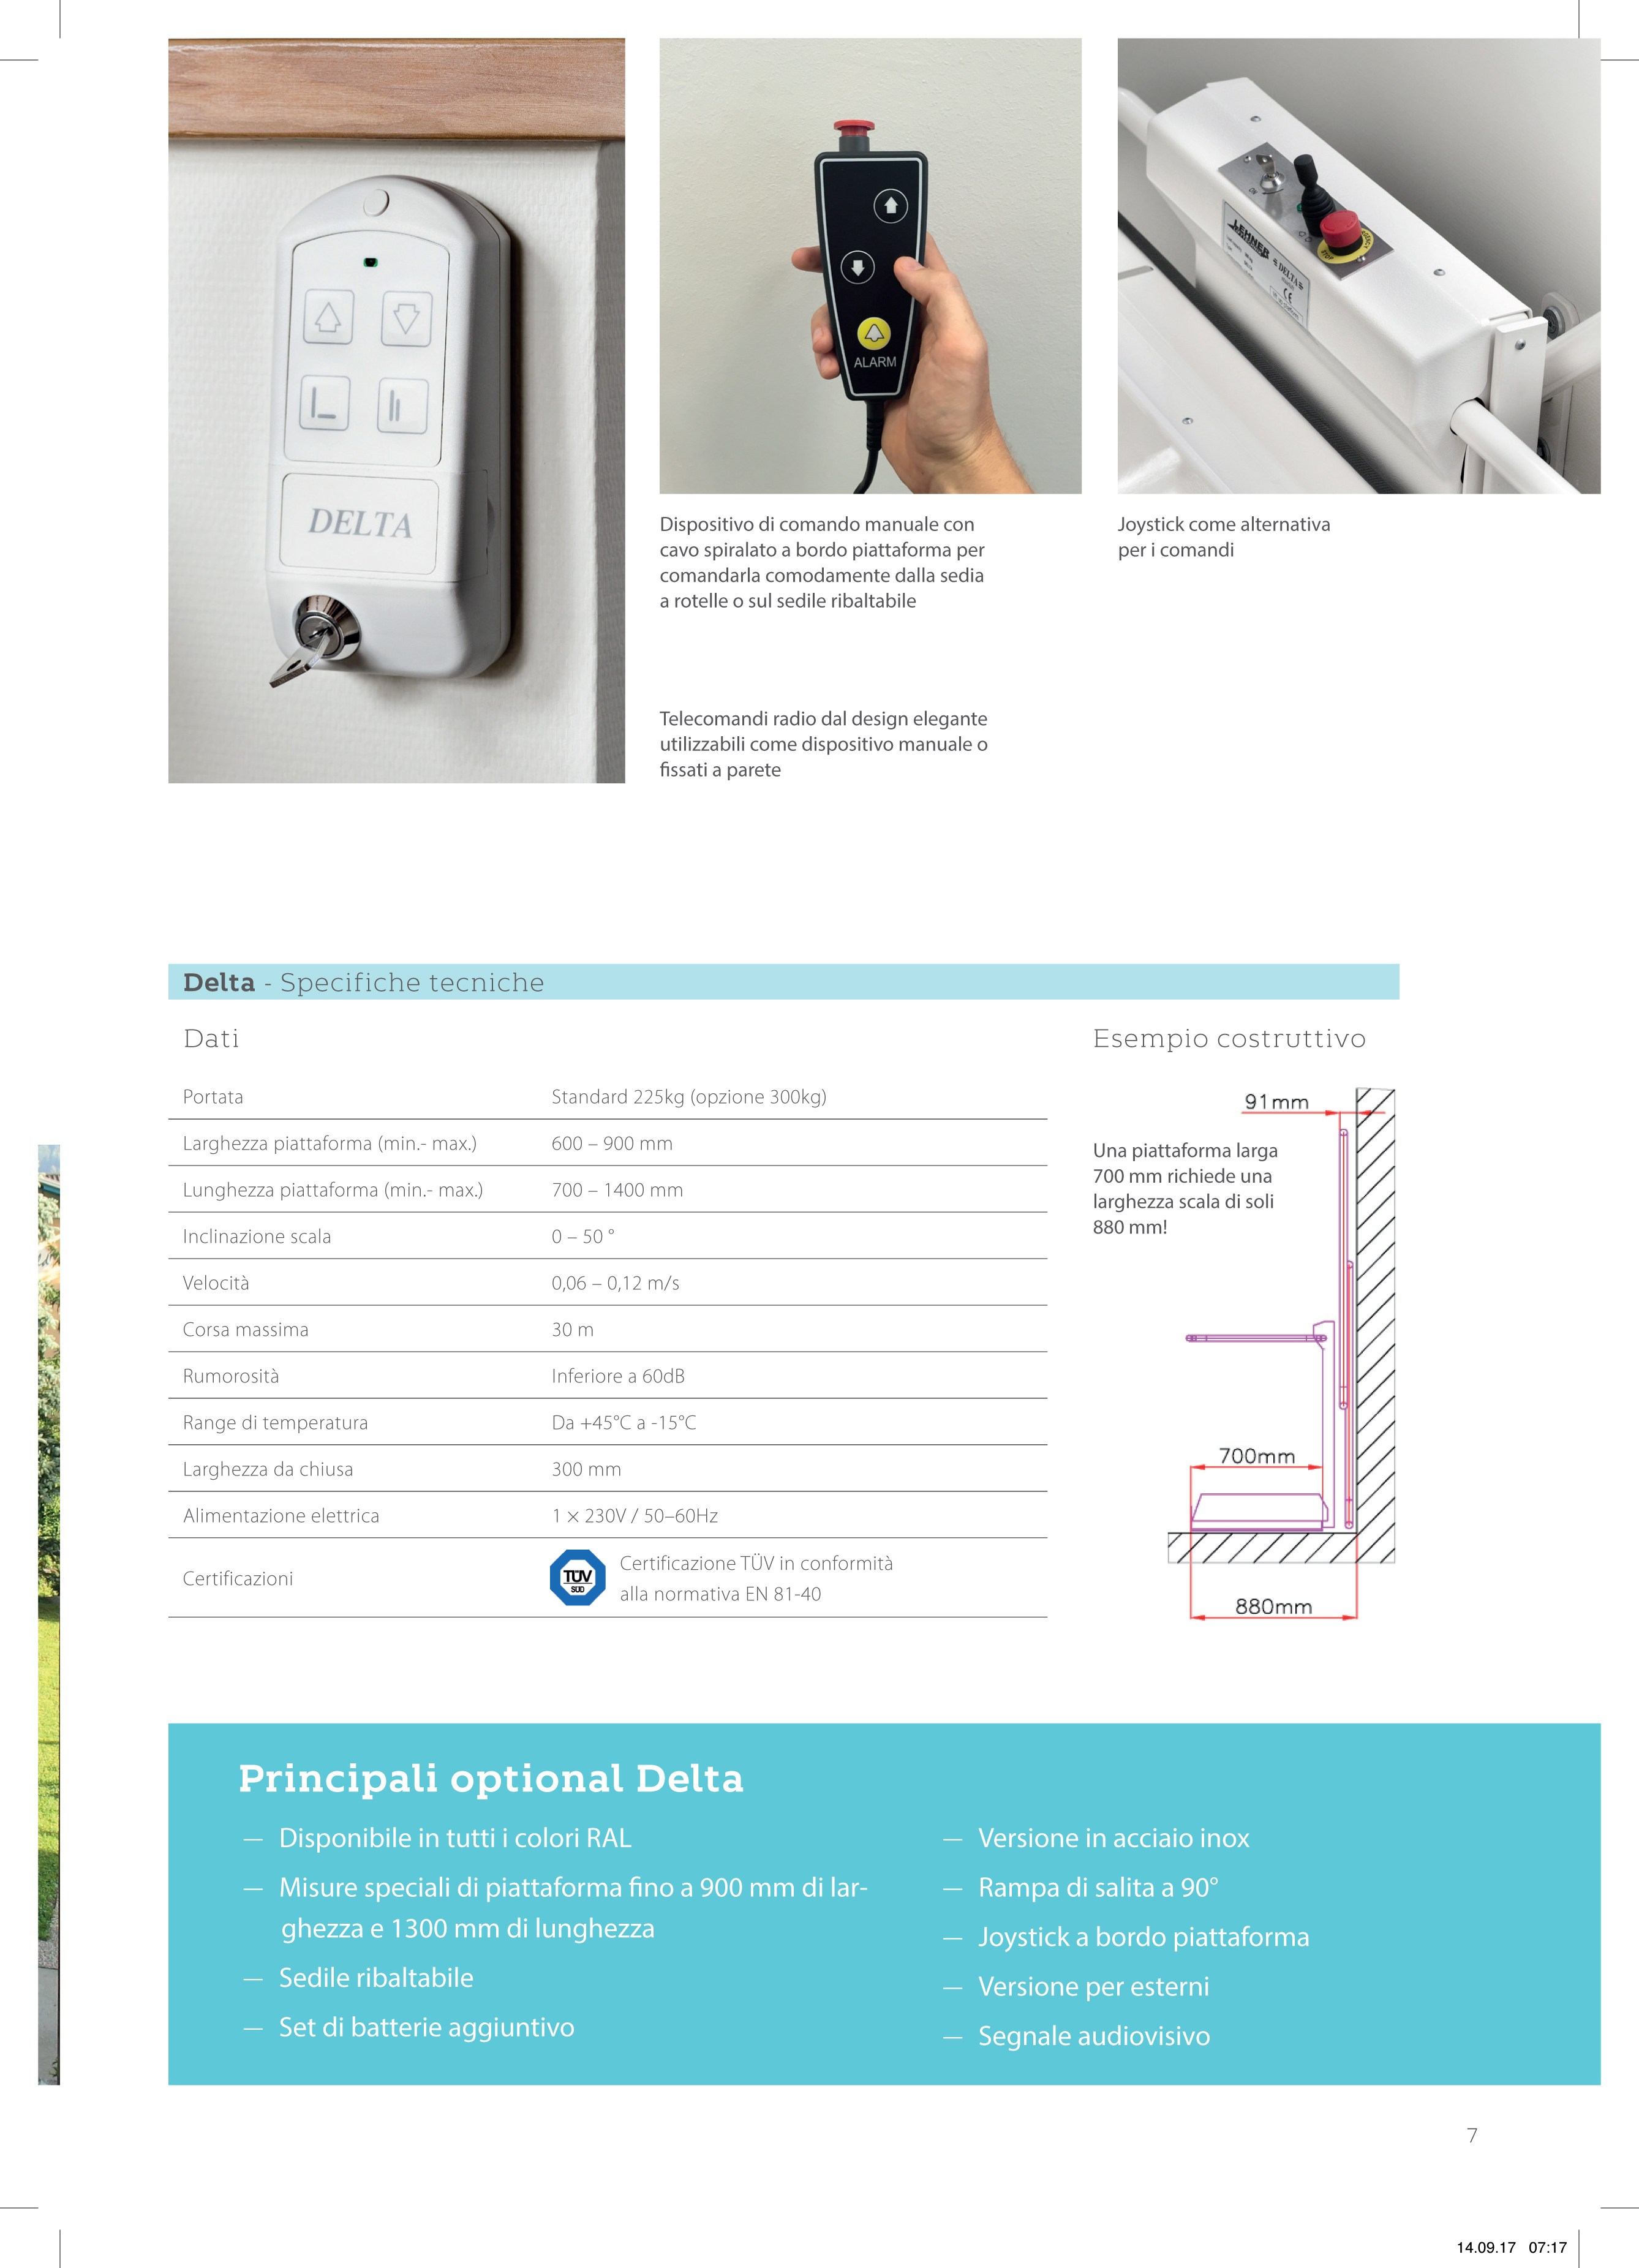 DELTA
ALARM
LEHNER
DELTA
CE
Dispositivo di comando manuale con
cavo spiralato a bordo piattaforma per
comandarla comodamente dalla sedia
a rotelle o sul sedile ribaltabile
Joystick come alternativa
per i comandi
Telecomandi radio dal design elegante
utilizzabili come dispositivo manuale o
fissati a parete
Delta - Specifiche tecniche
Dati
Portata Standard 225kg (opzione 300kg)
Larghezza piattaforma (min.- max.) 600 – 900 mm
Lunghezza piattaforma (min.- max.) 700 – 1400 mm
Inclinazione scala 0 – 50 °
Velocità 0,06 – 0,12 m/s
Corsa massima 30 m
Rumorosità Inferiore a 60dB
Range di temperatura Da +45°C a -15°C
Larghezza da chiusa 300 mm
Alimentazione elettrica 1 × 230V / 50–60Hz
Certificazioni
TÜV
SÜD
Certificazione TÜV in conformità
alla normativa EN 81-40
Esempio costruttivo
91mm
Una piattaforma larga
700 mm richiede una
larghezza scala di soli
880 mm!
700mm
880mm
Principali optional Delta
— Disponibile in tutti i colori RAL
— Misure speciali di piattaforma fino a 900 mm di lar-
ghezza e 1300 mm di lunghezza
— Sedile ribaltabile
— Set di batterie aggiuntivo
— Versione in acciaio inox
— Rampa di salita a 90°
— Joystick a bordo piattaforma
— Versione per esterni
— Segnale audiovisivo
7
14.09.17 07:17